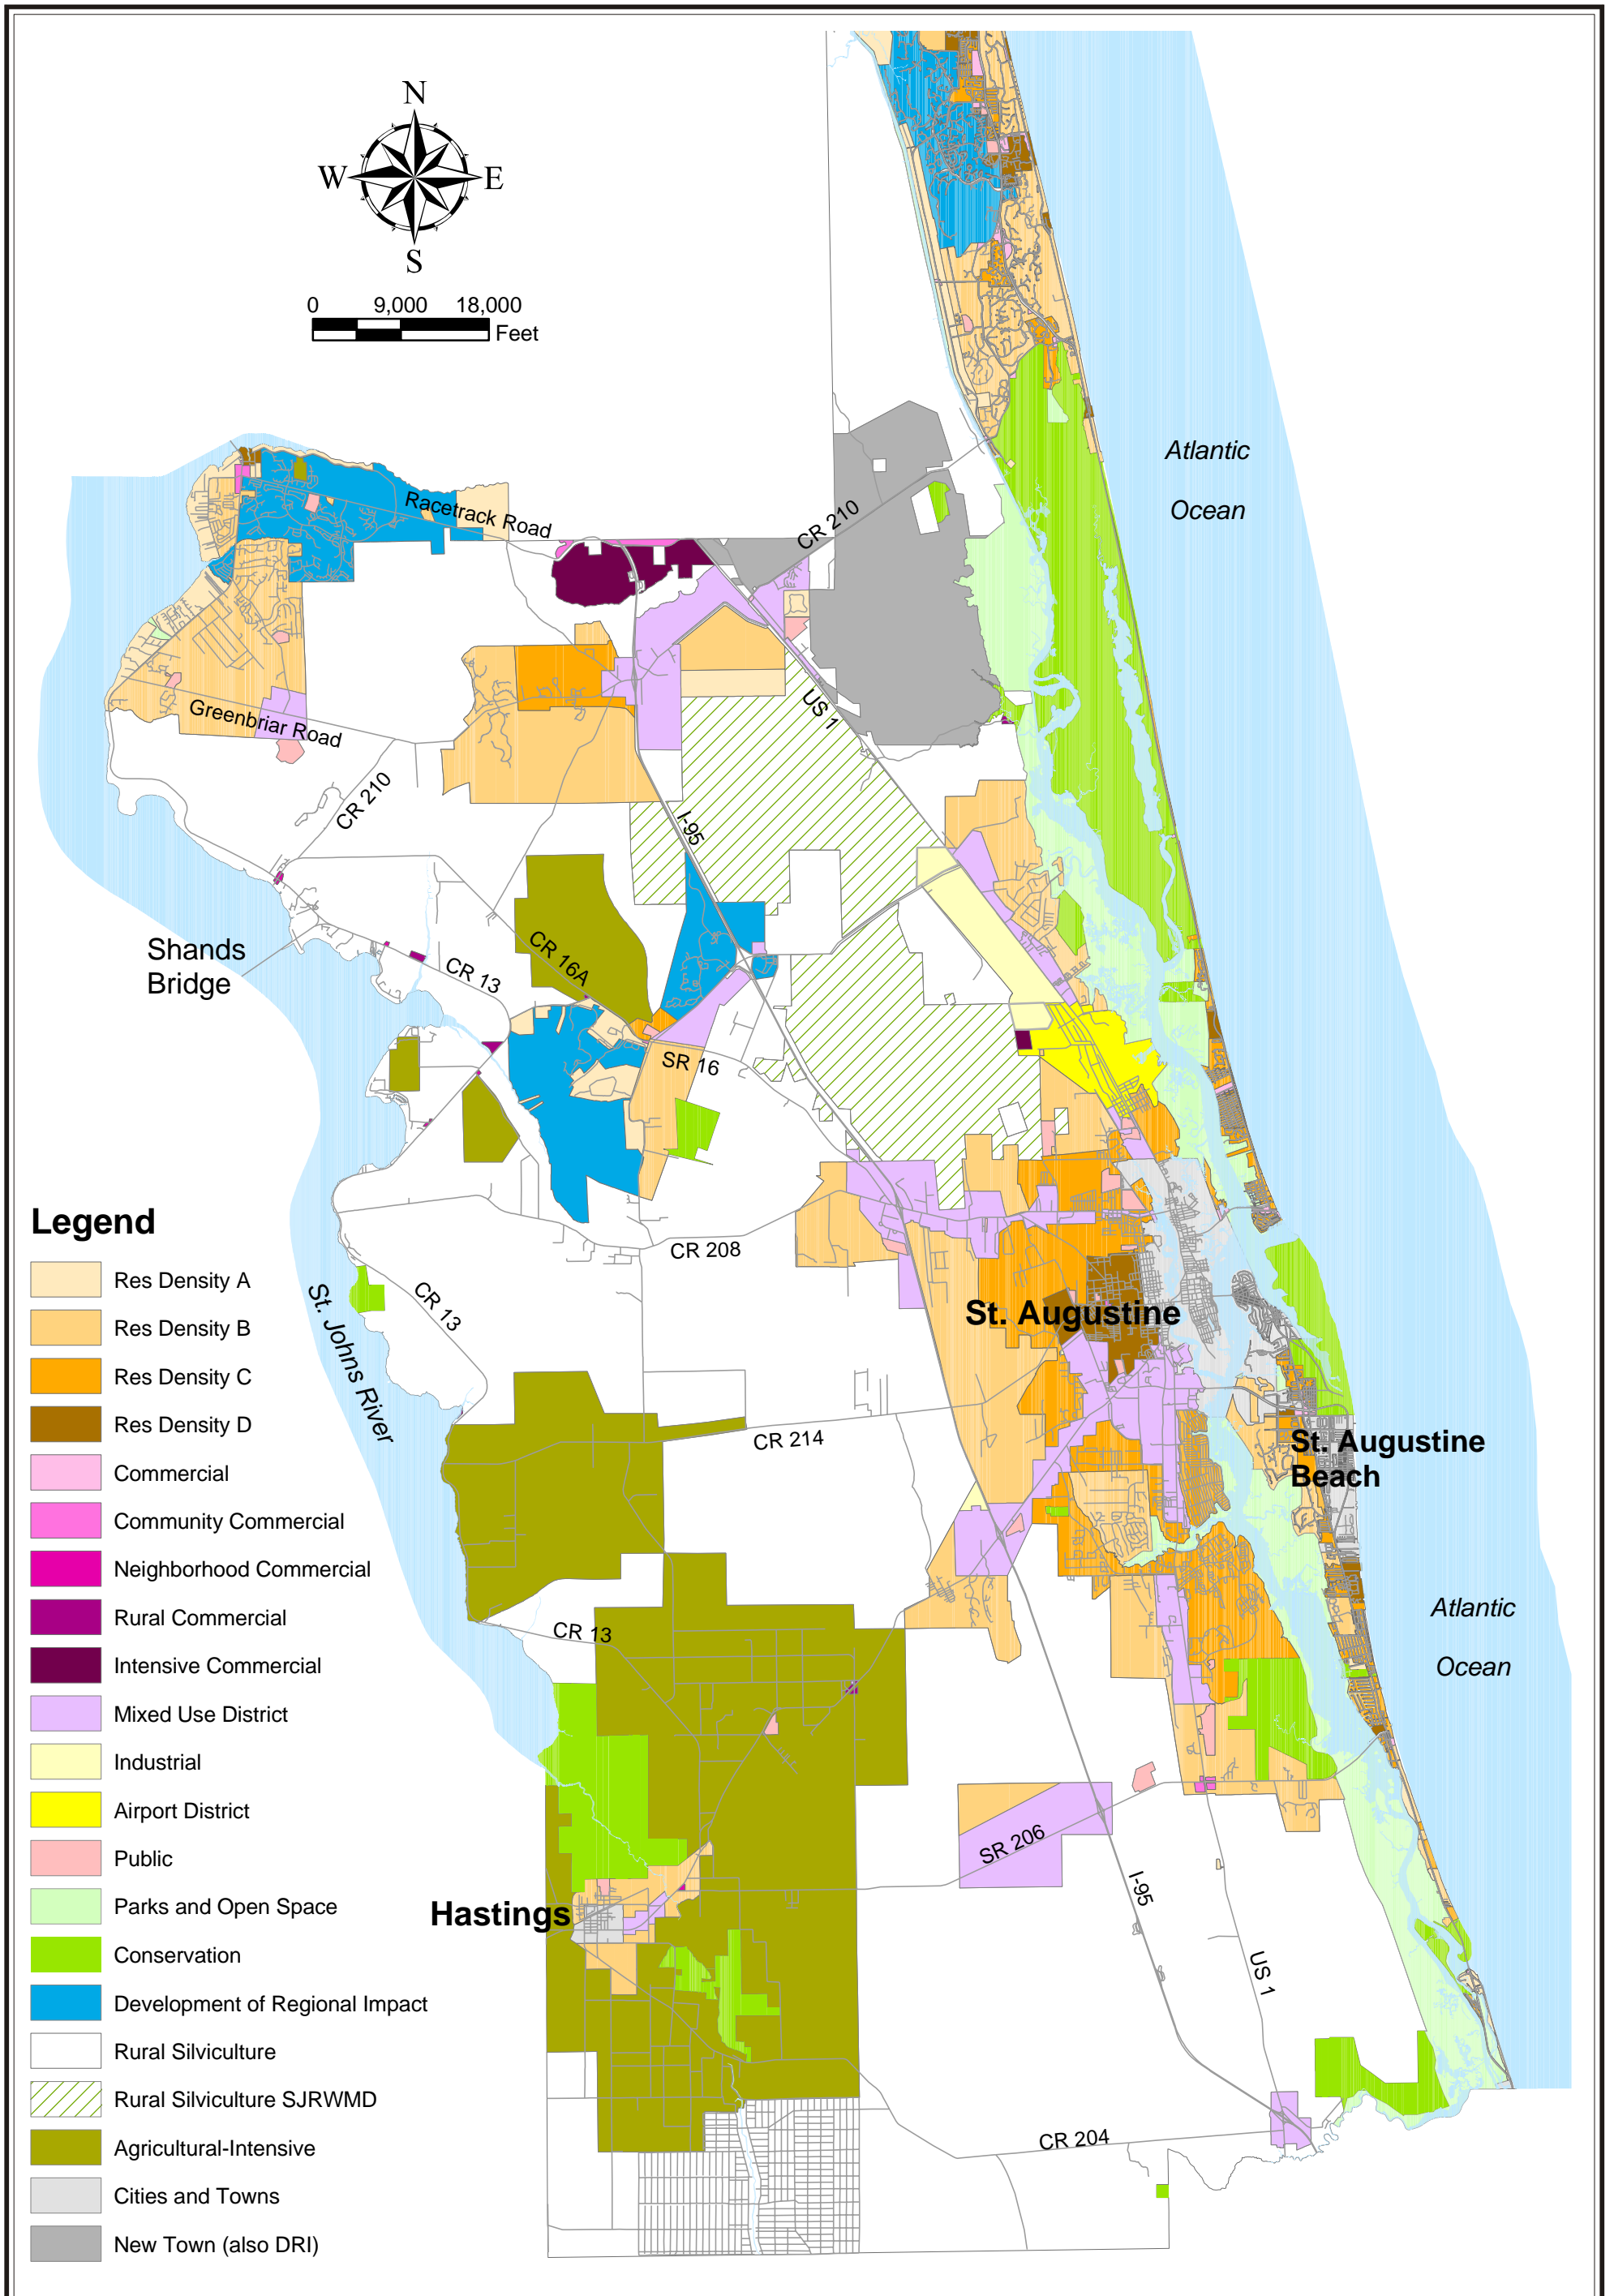 N
W
E
S
0 9,000 18,000
Feet
Atlantic
Ocean
Racetrack Road
CR 210
US 1
Greenbriar Road
CR 210
I-95
Shands
Bridge
CR 16A
CR 13
SR 16
CR 208
CR 13
St. Johns River
St. Augustine
CR 214
St. Augustine
Beach
Atlantic
Ocean
CR 13
SR 206
I-95
Hastings
US 1
CR 204
Legend
Res Density A
Res Density B
Res Density C
Res Density D
Commercial
Community Commercial
Neighborhood Commercial
Rural Commercial
Intensive Commercial
Mixed Use District
Industrial
Airport District
Public
Parks and Open Space
Conservation
Development of Regional Impact
Rural Silviculture
Rural Silviculture SJRWMD
Agricultural-Intensive
Cities and Towns
New Town (also DRI)